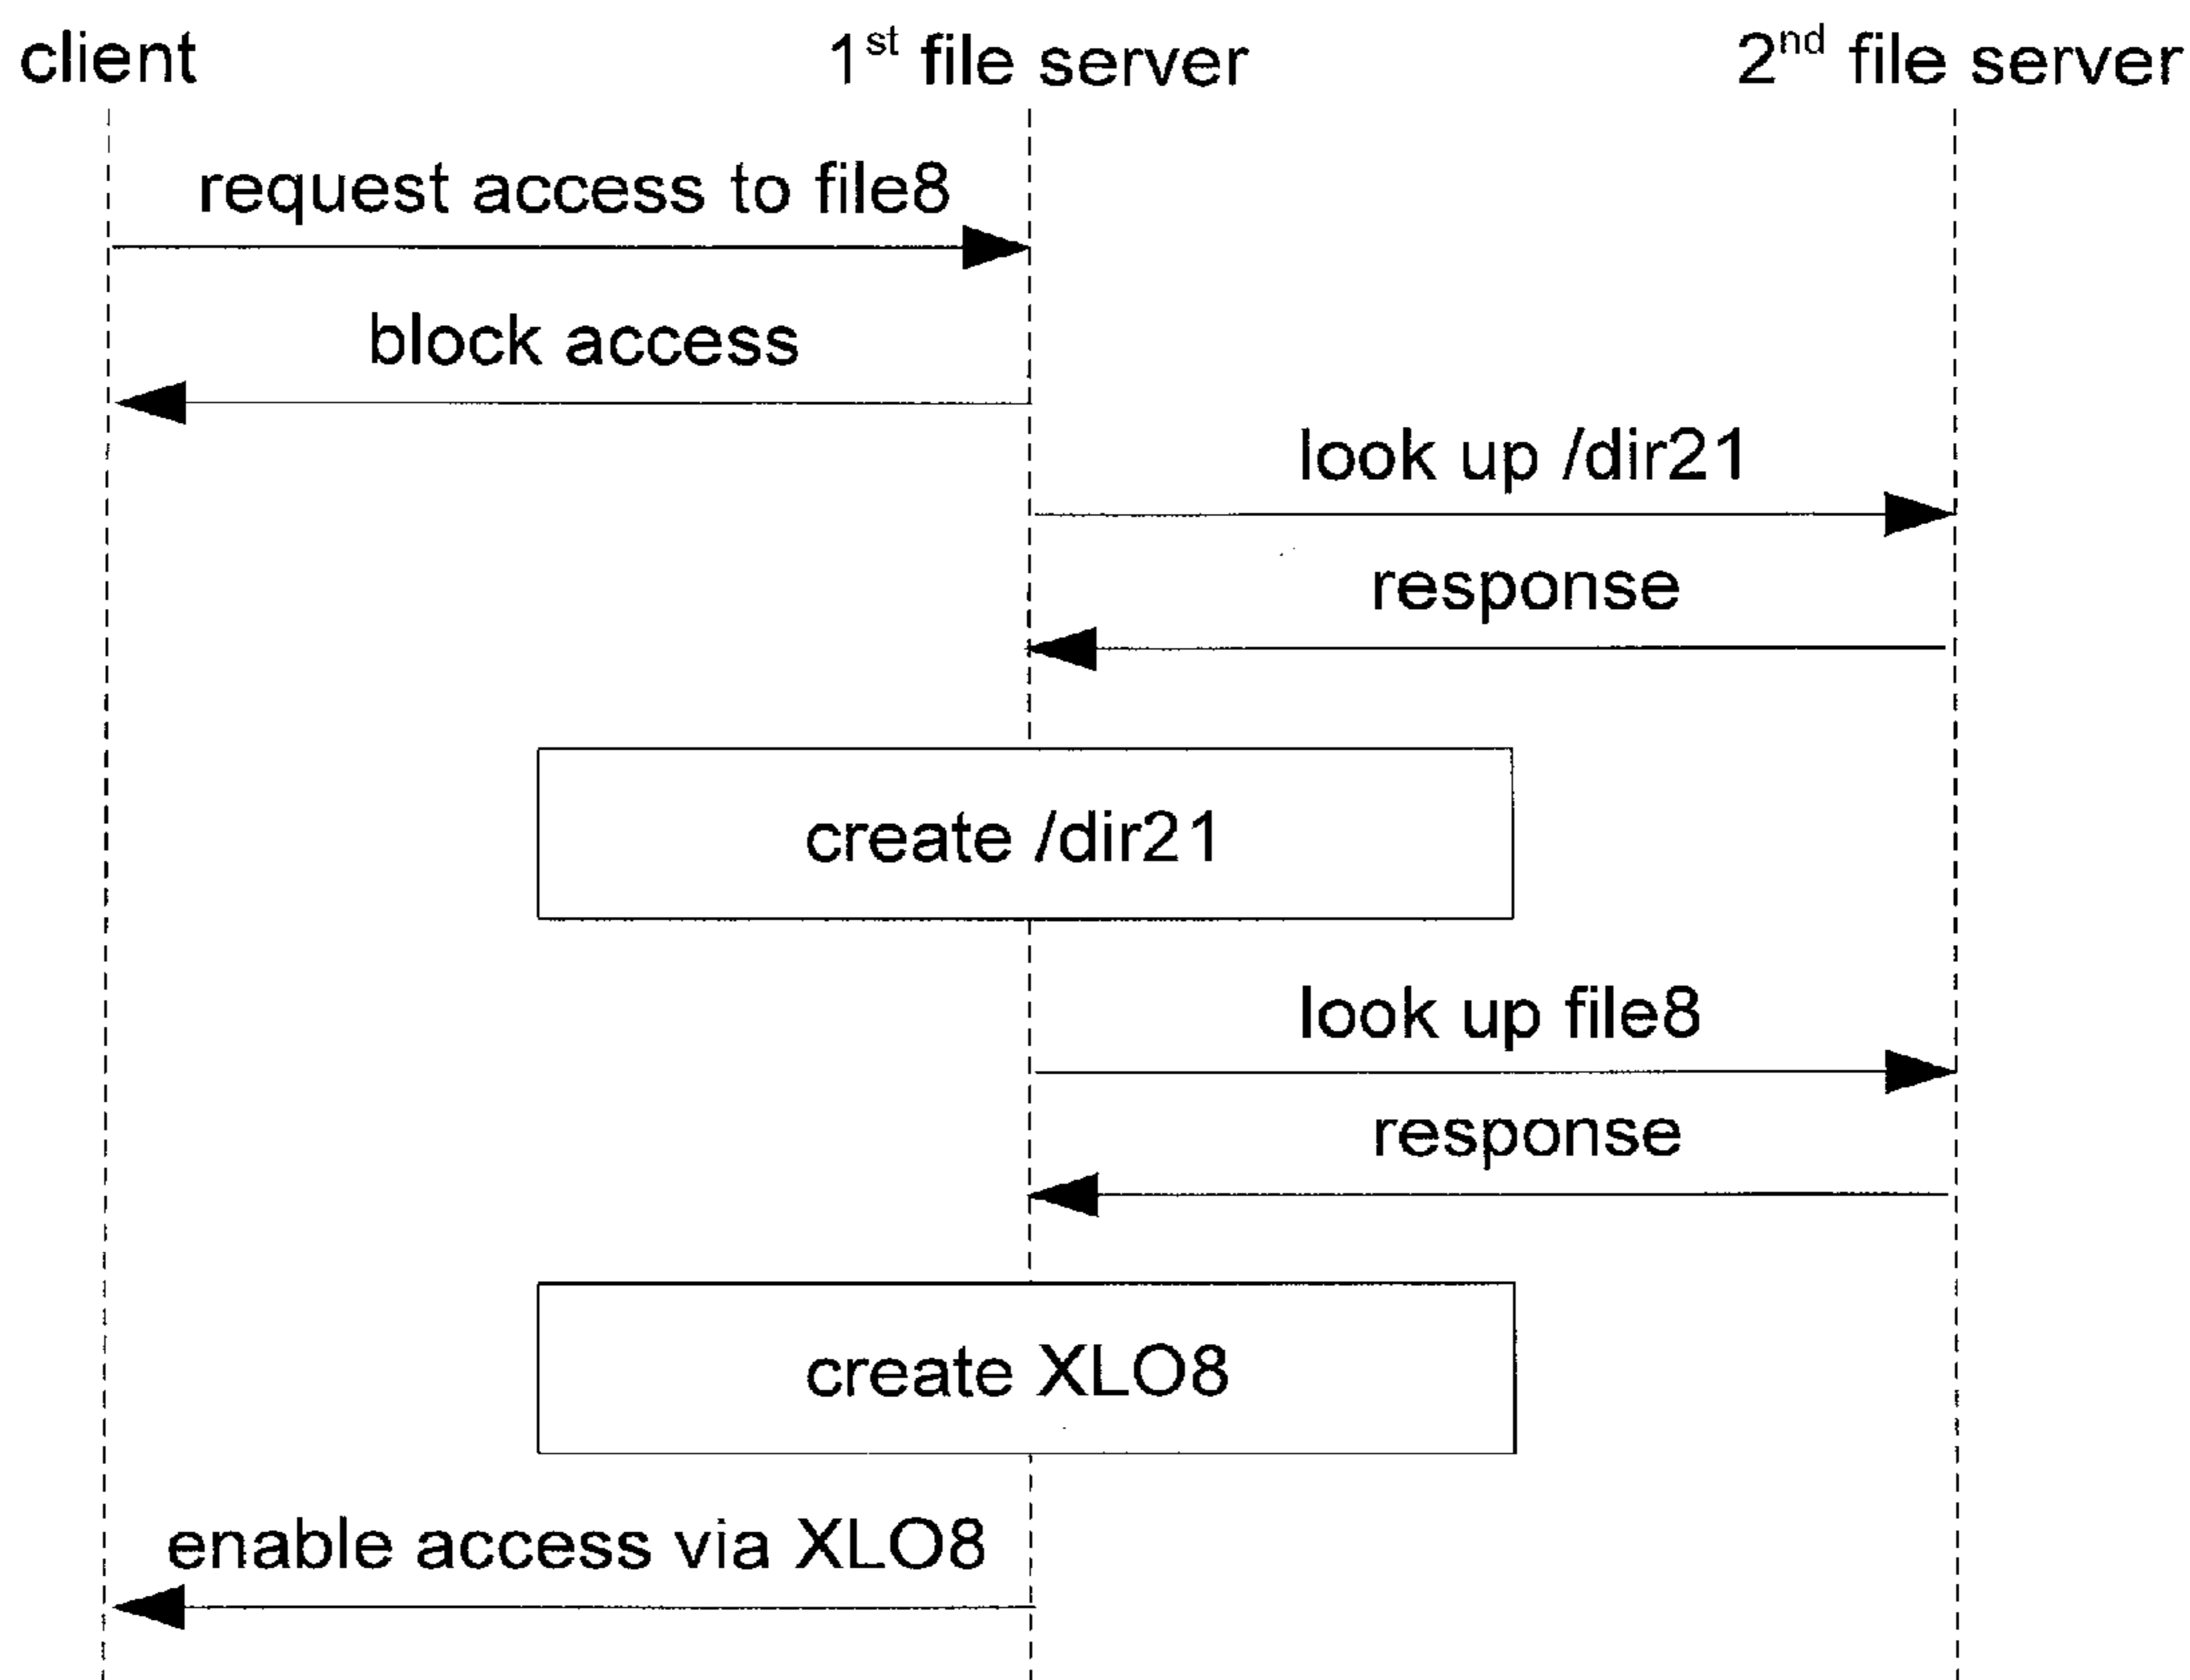 client 1st file server 2nd file server
request access to file8
block access
look up /dir21
response
create /dir21
look up file8
response
create XLO8
enable access via XLO8